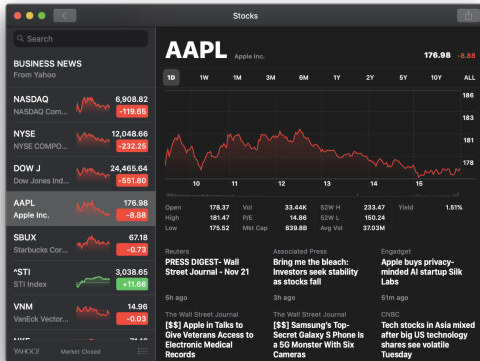 Stocks
Search
BUSINESS NEWS
From Yahoo
NASDAQ 6,908.82
NASDAQ Com... -119.65
NYSE 12,048.66
NYSE COMPO... -232.25
DOW J 24,465.64
Dow Jones Ind... -551.80
AAPL 176.98
Apple Inc. -8.88
SBUX 67.18
Starbucks Cor... -0.73
^STI 3,038.65
STI Index +11.66
VNM 14.96
VanEck Vector... -0.03
YAHOO! Market Closed
AAPL Apple Inc. 176.98 -8.88
1D 1W 1M 3M 6M 1Y 2Y 5Y 10Y ALL
186
183
181
178
10 11 12 13 14 15
Open 178.37 Vol 33.44K 52W H 233.47 Yield 1.51%
High 181.47 P/E 14.86 52W L 150.24
Low 175.52 Mkt Cap 839.8B Avg Vol 37.03M
Reuters
PRESS DIGEST- Wall
Street Journal - Nov 21
5h ago
Associated Press
Bring me the bleach:
Investors seek stability
as stocks fall
3h ago
Engadget
Apple buys privacy-
minded AI startup Silk
Labs
51m ago
The Wall Street Journal
[$$] Apple in Talks to
Give Veterans Access to
Electronic Medical
Records
The Wall Street Journal
[$$] Samsung's Top-
Secret Galaxy S Phone Is
a 5G Monster With Six
Cameras
CNBC
Tech stocks in Asia mixed
after big US technology
shares see volatile
Tuesday